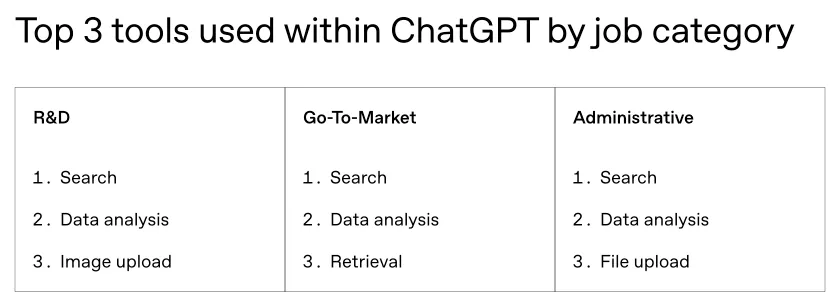 Top 3 tools used within ChatGPT by job category
R&D
1. Search
2. Data analysis
3. Image upload
Go-To-Market
1. Search
2. Data analysis
3. Retrieval
Administrative
1. Search
2. Data analysis
3. File upload